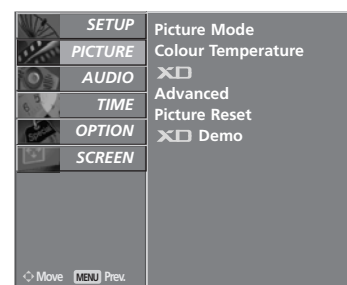 SETUP
PICTURE
AUDIO
TIME
OPTION
SCREEN
Move MENU Prev.
Picture Mode
Colour Temperature
XD
Advanced
Picture Reset
XD Demo